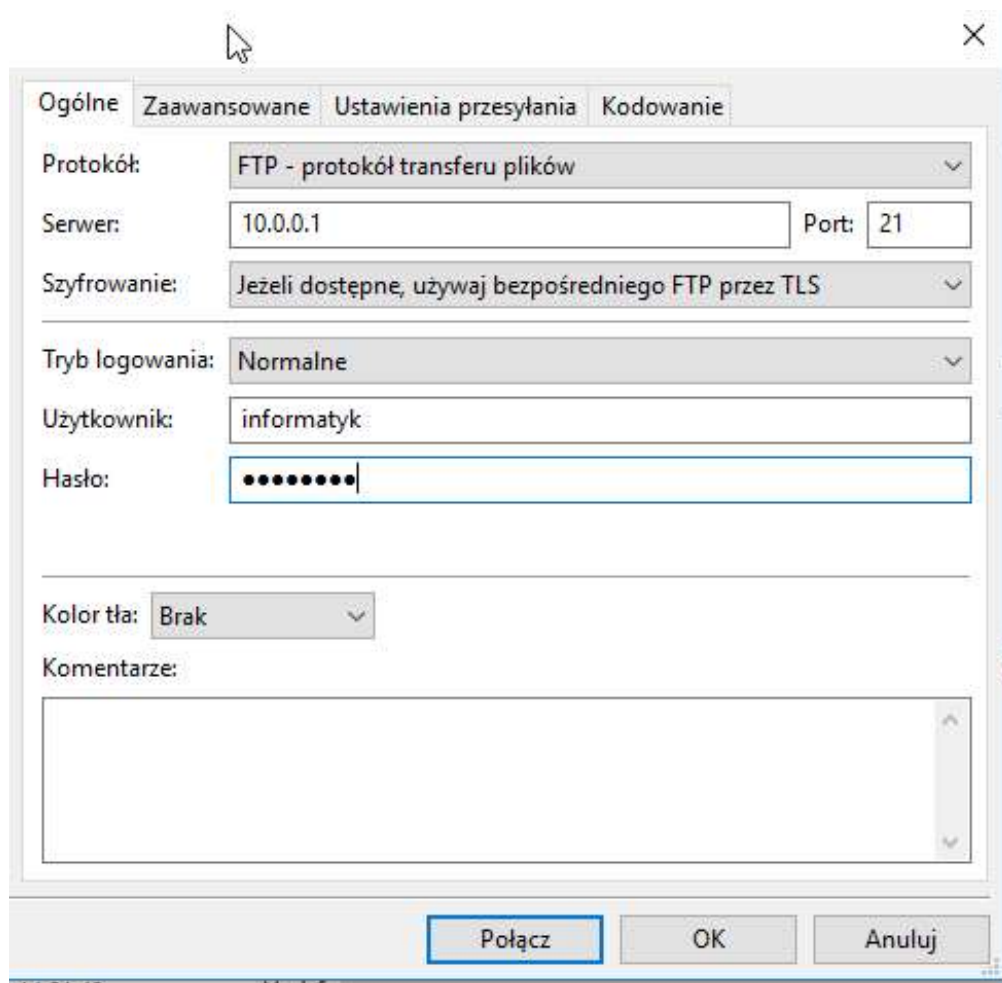 Ogólne Zaawansowane Ustawienia przesyłania Kodowanie
Protokół: FTP - protokół transferu plików
Serwer: 10.0.0.1 Port: 21
Szyfrowanie: Jeżeli dostępne, używaj bezpośredniego FTP przez TLS
Tryb logowania: Normalne
Użytkownik: informatyk
Hasło: ●●●●●●●●
Kolor tła: Brak
Komentarze:
Połącz OK Anuluj